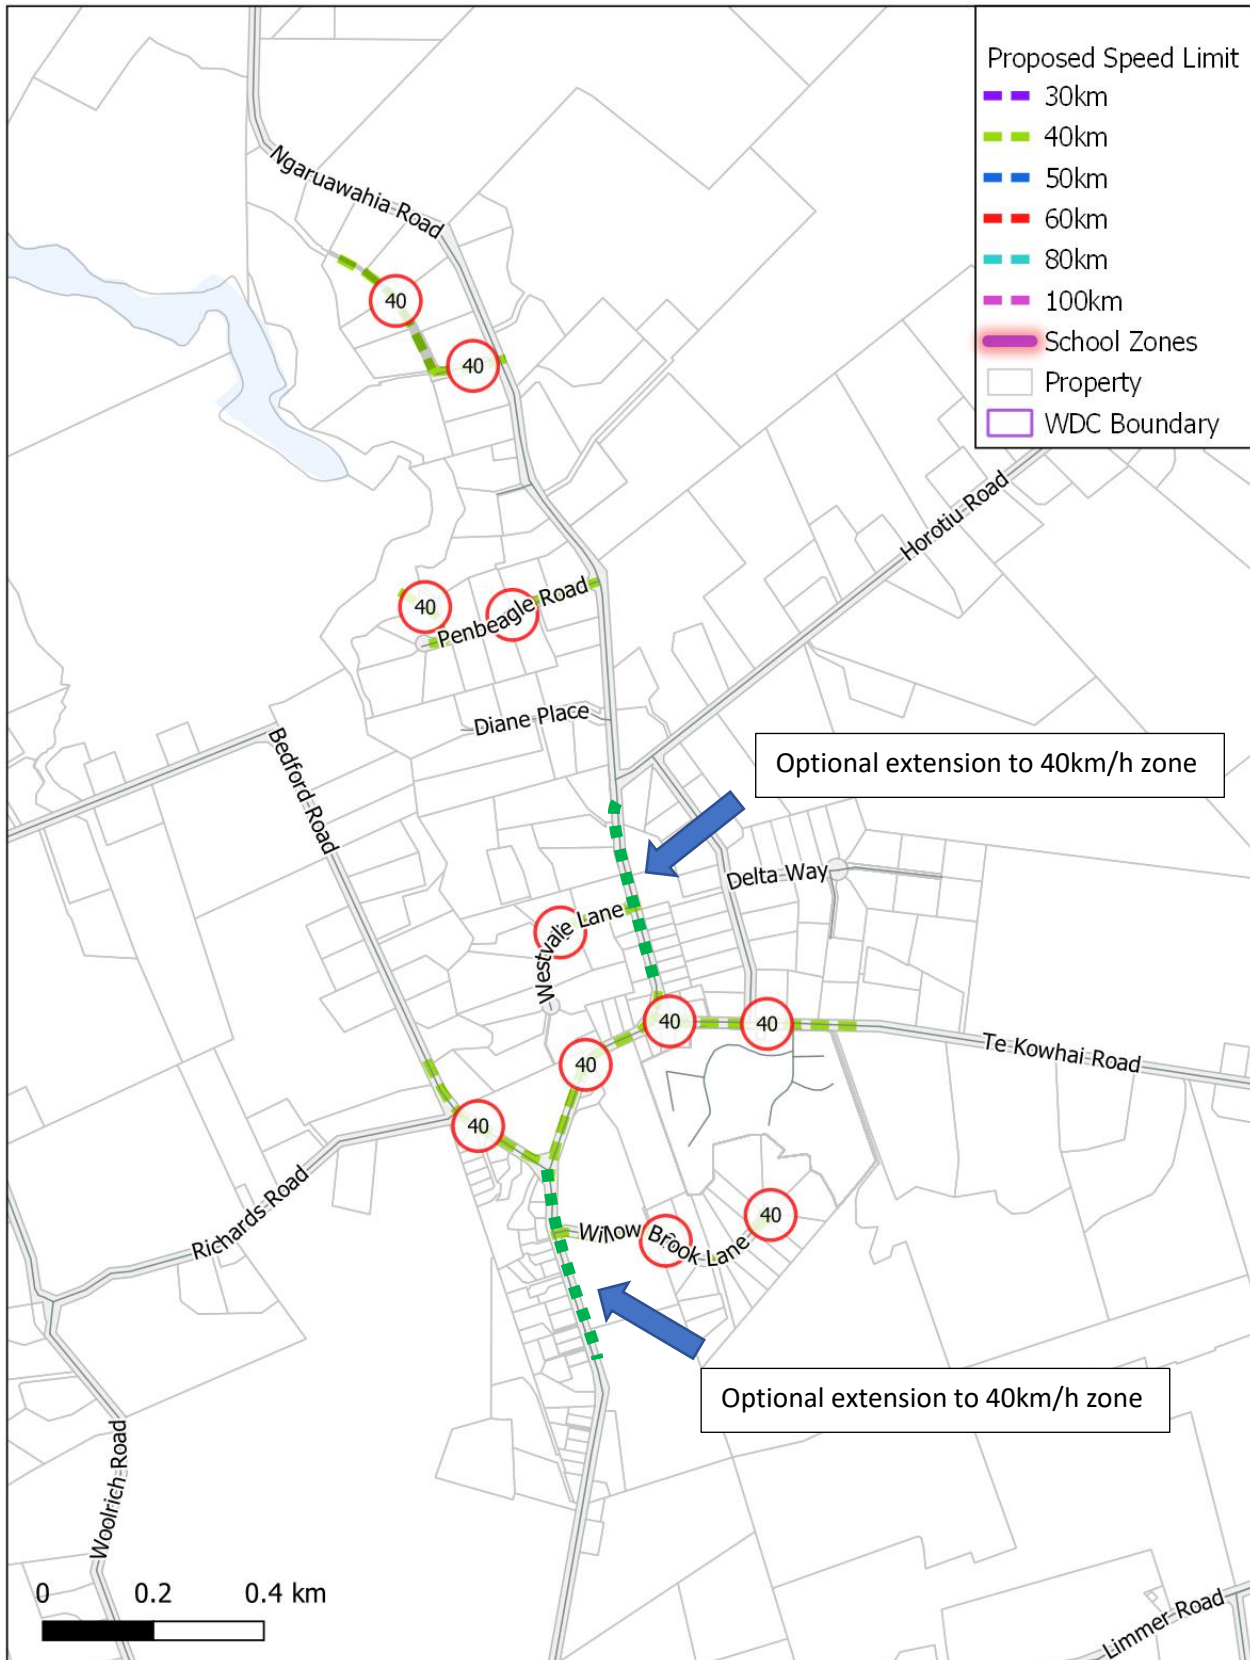 Proposed Speed Limit
30km
40km
50km
60km
80km
100km
School Zones
Property
WDC Boundary
Ngaruawahia Road
40
40
Horotiu Road
40
Penbeagle Road
Diane Place
Bedford Road
Optional extension to 40km/h zone
Delta Way
Westvale Lane
40
40
Te Kowhai Road
40
40
Richards Road
40
Willow Brook Lane
Optional extension to 40km/h zone
Woolrich Road
0 0.2 0.4 km
Limmer Road